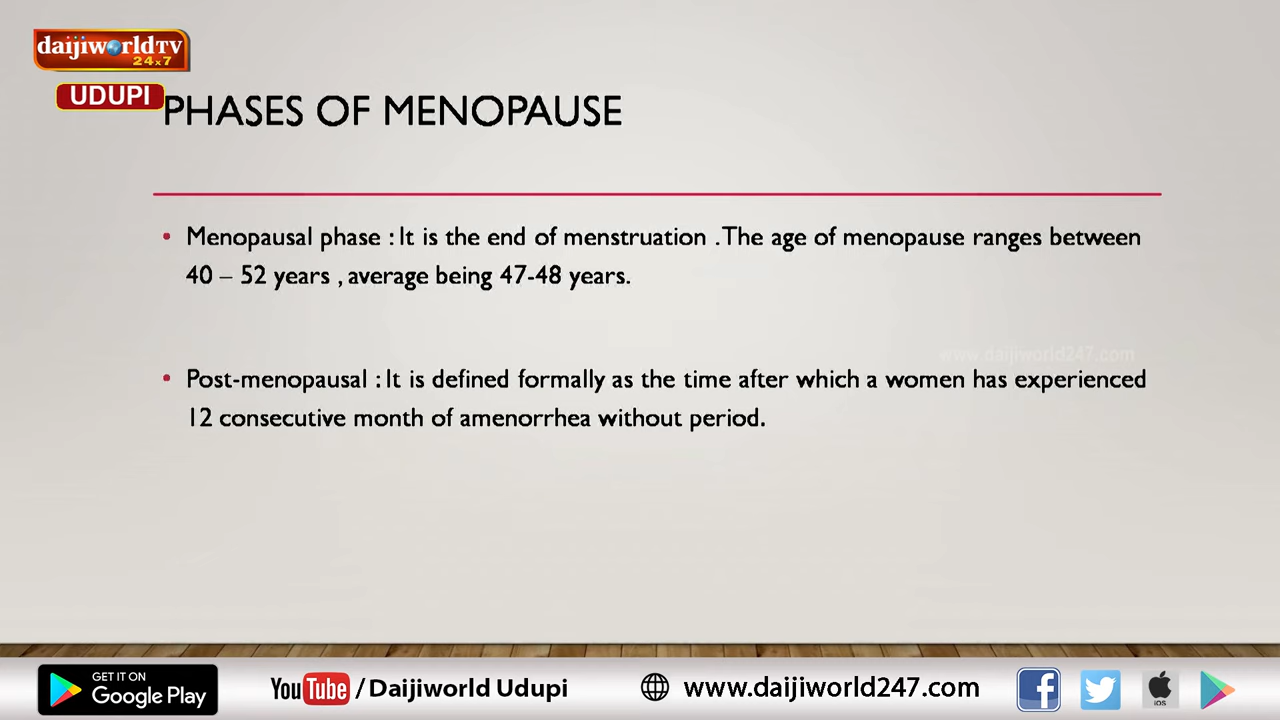 daijiworldTV
24x7
UDUPI
PHASES OF MENOPAUSE
• Menopausal phase : It is the end of menstruation . The age of menopause ranges between
40 – 52 years , average being 47-48 years.
www.daijiworld247.com
• Post-menopausal : It is defined formally as the time after which a women has experienced
12 consecutive month of amenorrhea without period.
GET IT ON
Google Play
YouTube / Daijiworld Udupi
www.daijiworld247.com
iOS